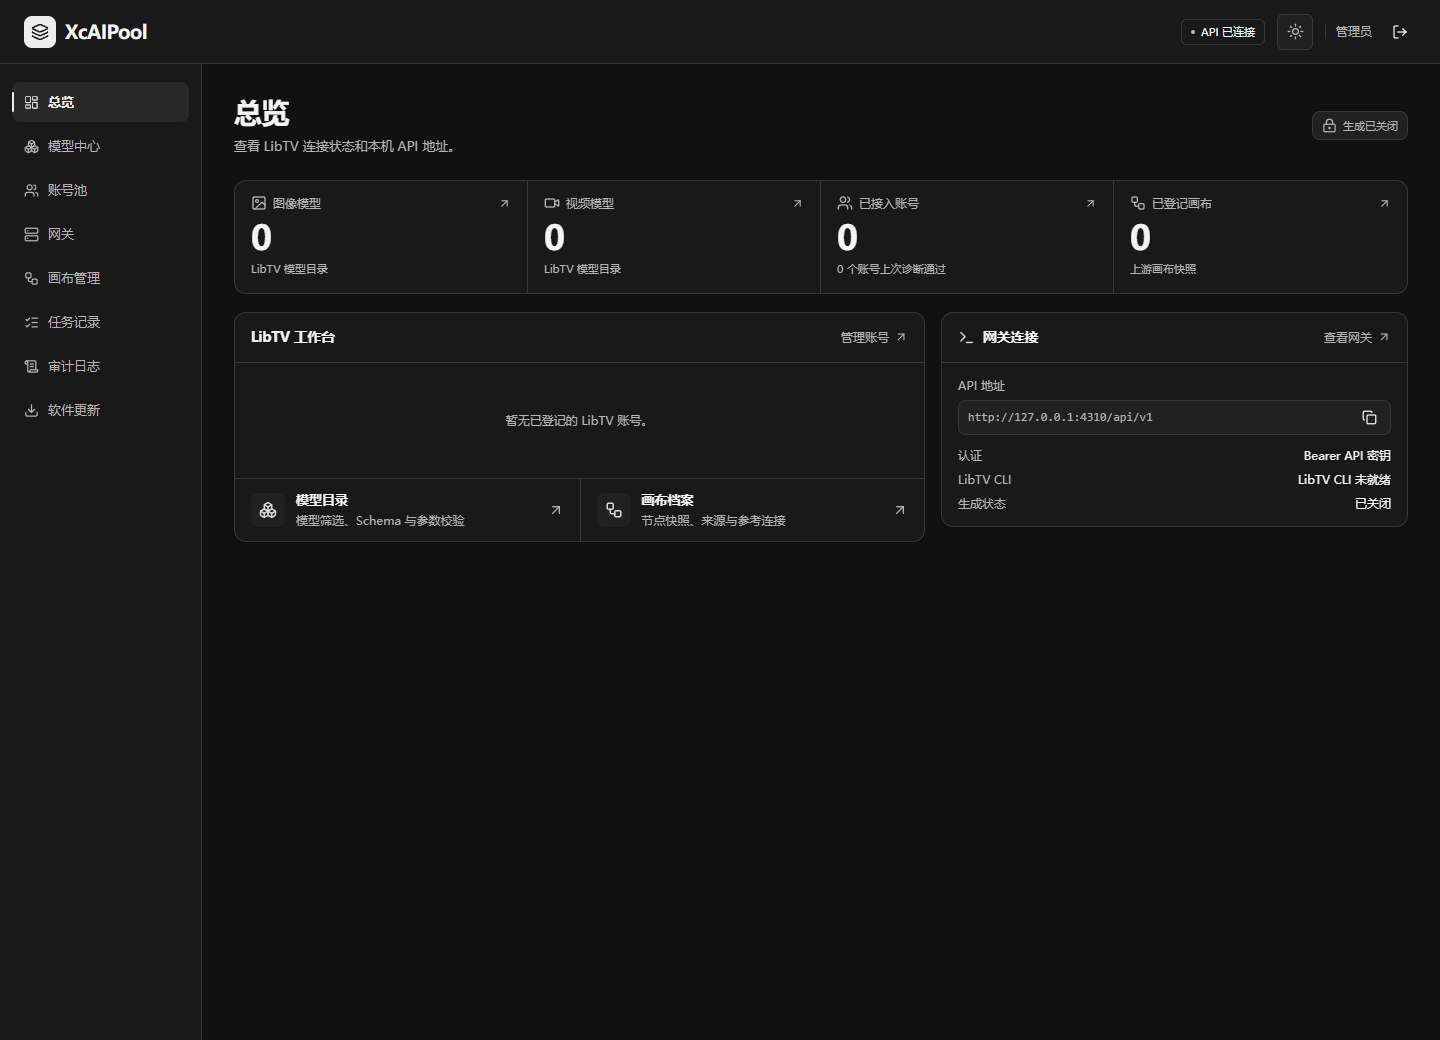 XcAIPool
API 已连接
管理员
总览
模型中心
账号池
网关
画布管理
任务记录
审计日志
软件更新
总览
查看 LibTV 连接状态和本机 API 地址。
生成已关闭
图像模型
0
LibTV 模型目录
视频模型
0
LibTV 模型目录
已接入账号
0
0 个账号上次诊断通过
已登记画布
0
上游画布快照
LibTV 工作台
管理账号
暂无已登记的 LibTV 账号。
模型目录
模型筛选、Schema 与参数校验
画布档案
节点快照、来源与参考连接
网关连接
查看网关
API 地址
http://127.0.0.1:4310/api/v1
认证
Bearer API 密钥
LibTV CLI
LibTV CLI 未就绪
生成状态
已关闭